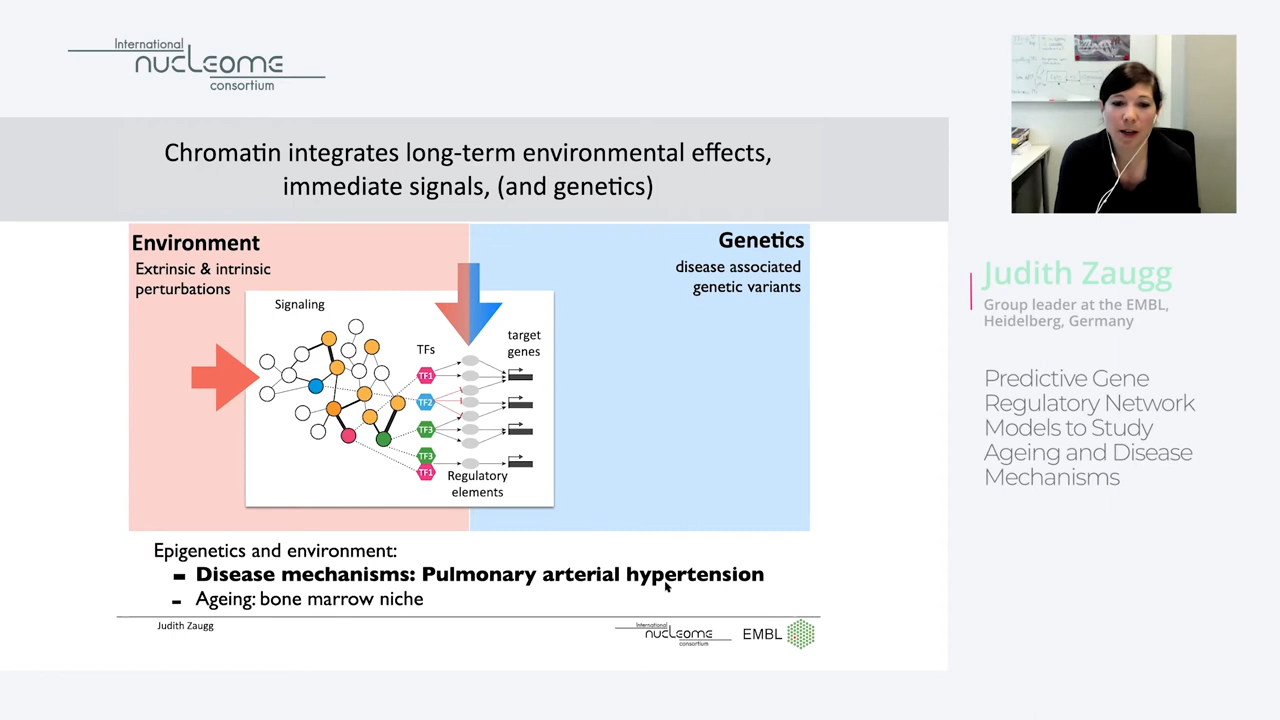 International
nucleome
consortium
Chromatin integrates long-term environmental effects,
immediate signals, (and genetics)
Environment
Extrinsic & intrinsic
perturbations
Genetics
disease associated
genetic variants
Signaling
TFs
target
genes
TF1
TF2
TF3
TF3
TF1
Regulatory
elements
Epigenetics and environment:
- Disease mechanisms: Pulmonary arterial hypertension
- Ageing: bone marrow niche
Judith Zaugg
International
nucleome
consortium
EMBL
Judith Zaugg
Group leader at the EMBL,
Heidelberg, Germany
Predictive Gene
Regulatory Network
Models to Study
Ageing and Disease
Mechanisms